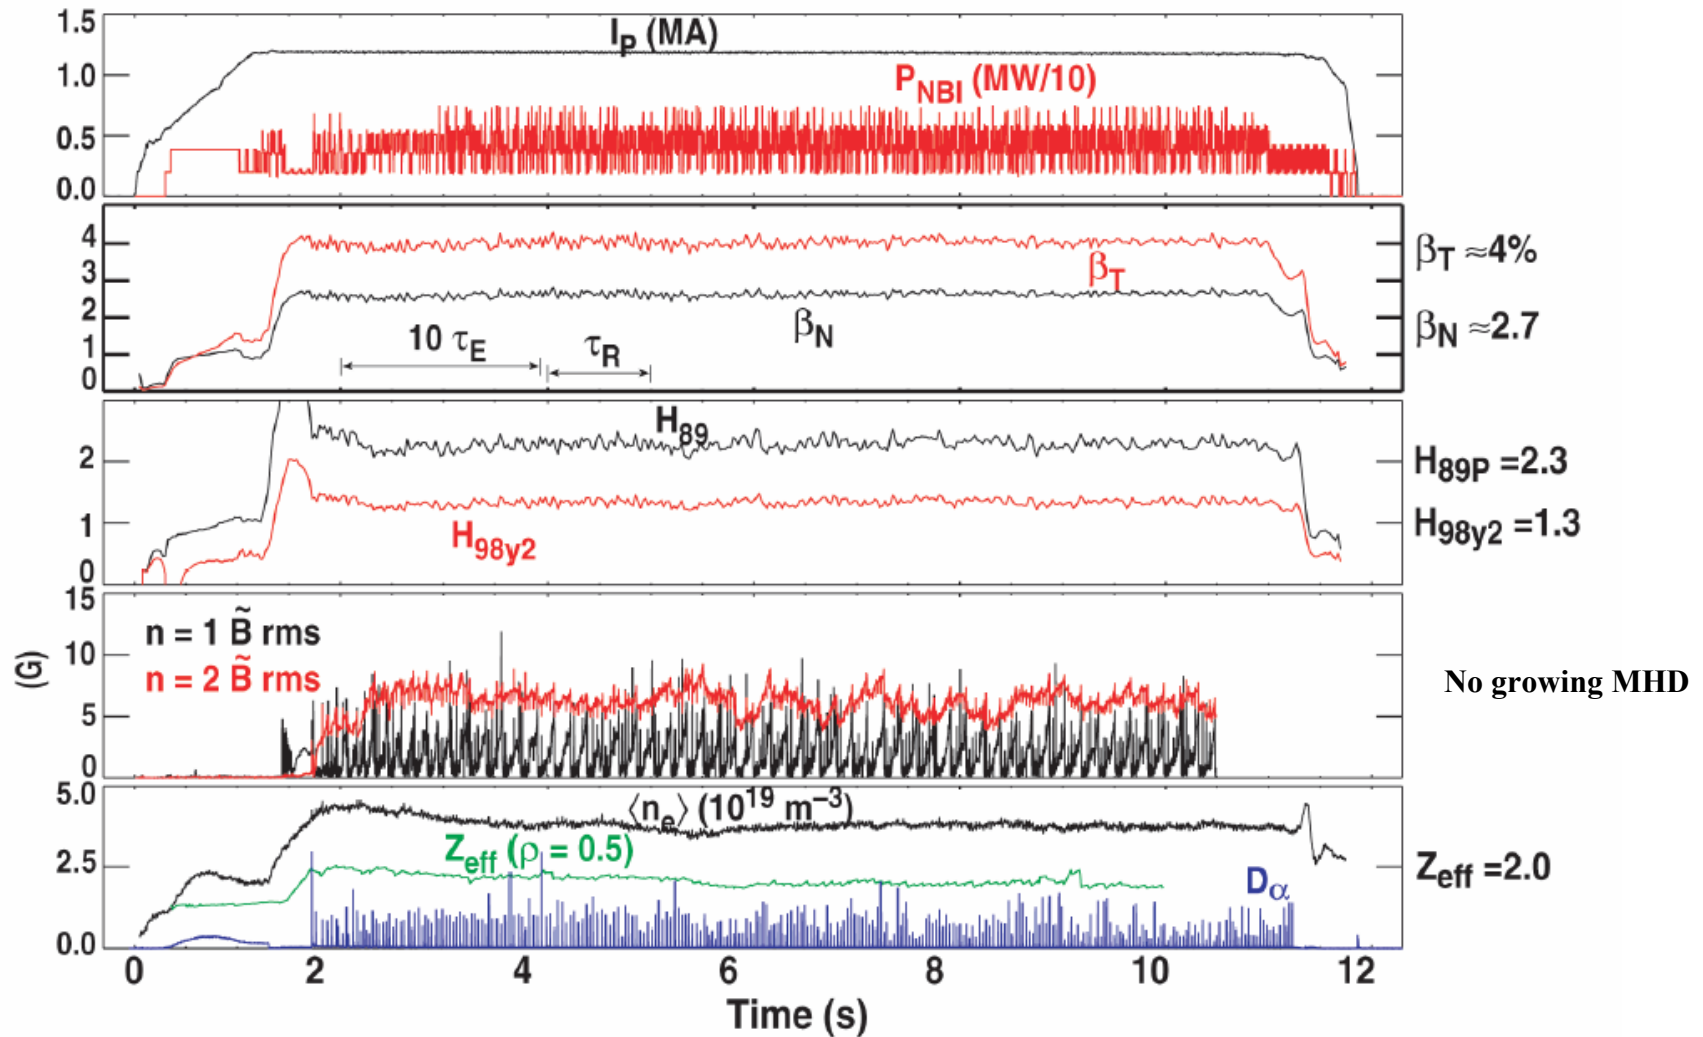 1.5
1.0
0.5
0.0
I_P (MA)
P_NBI (MW/10)
4
3
2
1
0
10 τ_E
τ_R
β_N
β_T
β_T ≈4%
β_N ≈2.7
2
1
0
H_89
H_98y2
H_89P =2.3
H_98y2 =1.3
(G)
15
10
5
0
n = 1 B̃ rms
n = 2 B̃ rms
No growing MHD
5.0
2.5
0.0
⟨n_e⟩ (10^19 m^–3)
Z_eff (ρ = 0.5)
D_α
Z_eff =2.0
0 2 4 6 8 10 12
Time (s)